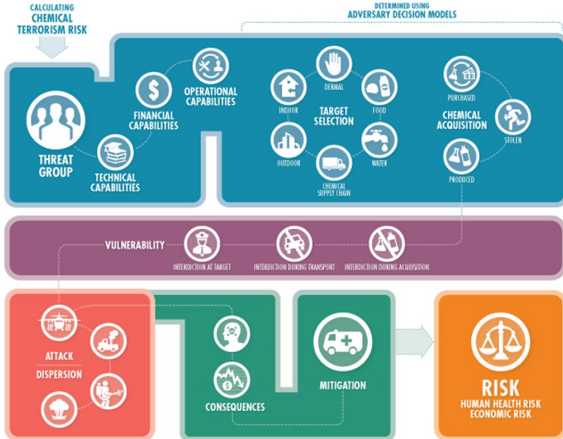 CALCULATING
CHEMICAL
TERRORISM RISK
DETERMINED USING
ADVERSARY DECISION MODELS
THREAT
GROUP
TECHNICAL
CAPABILITIES
$
FINANCIAL
CAPABILITIES
OPERATIONAL
CAPABILITIES
INDOOR
DERMAL
FOOD
TARGET
SELECTION
OUTDOOR
CHEMICAL
SUPPLY CHAIN
WATER
PURCHASED
CHEMICAL
ACQUISITION
STOLEN
PRODUCED
VULNERABILITY
INTERDICTION AT TARGET
INTERDICTION DURING TRANSPORT
INTERDICTION DURING ACQUISITION
ATTACK
DISPERSION
$
CONSEQUENCES
MITIGATION
RISK
HUMAN HEALTH RISK
ECONOMIC RISK